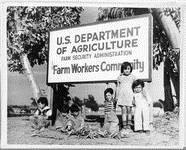 U.S. DEPARTMENT
OF AGRICULTURE
FARM SECURITY ADMINISTRATION
Farm Workers Community